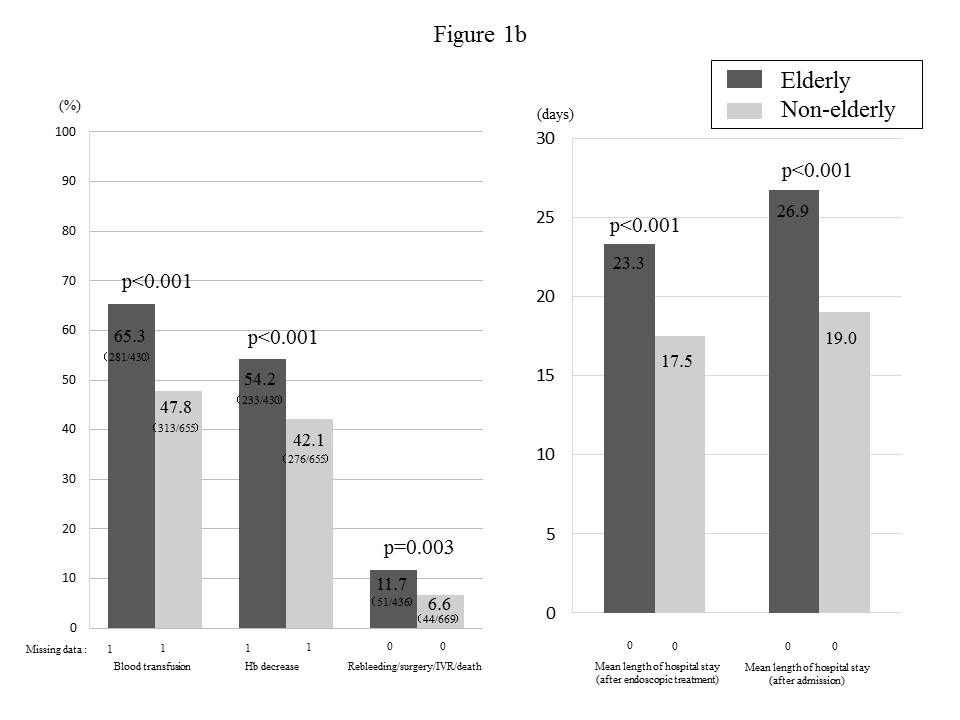 Figure 1b
Elderly
Non-elderly
(%)
100
90
80
70
60
50
40
30
20
10
0
p<0.001
65.3
(281/430)
47.8
(313/655)
p<0.001
54.2
(233/430)
42.1
(276/655)
p=0.003
11.7
(51/436)
6.6
(44/669)
Missing data : 1 1 1 1 0 0
Blood transfusion Hb decrease Rebleeding/surgery/IVR/death
(days)
30
25
20
15
10
5
0
p<0.001
23.3
17.5
p<0.001
26.9
19.0
0 0 0 0
Mean length of hospital stay
(after endoscopic treatment)
Mean length of hospital stay
(after admission)